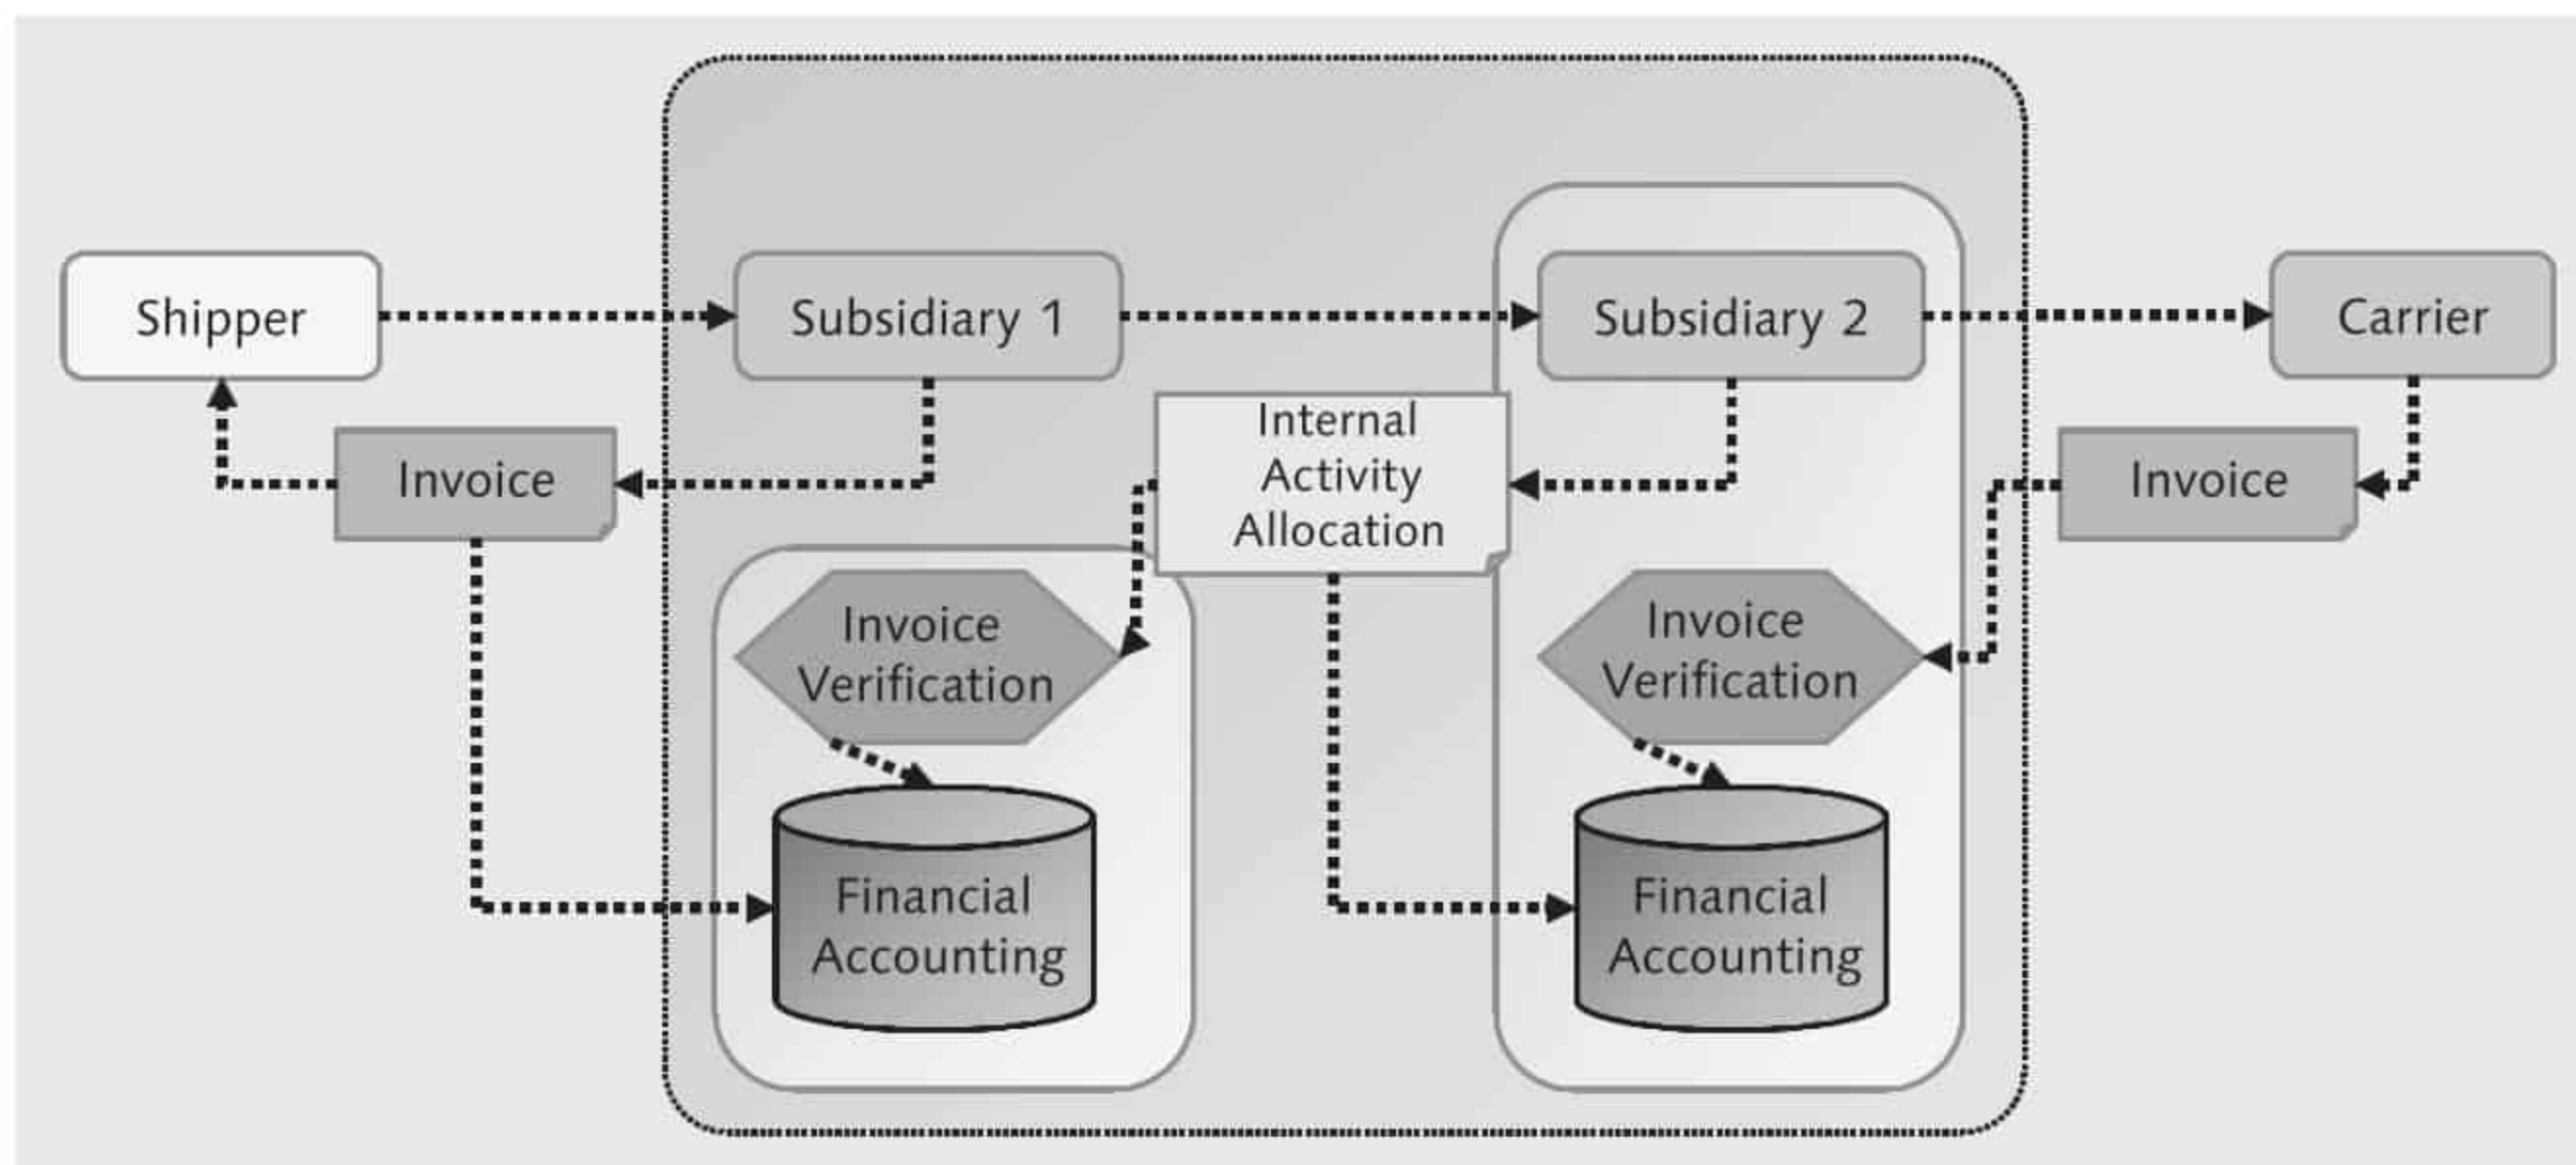 Shipper
Subsidiary 1
Subsidiary 2
Carrier
Invoice
Internal
Activity
Allocation
Invoice
Invoice
Verification
Invoice
Verification
Financial
Accounting
Financial
Accounting